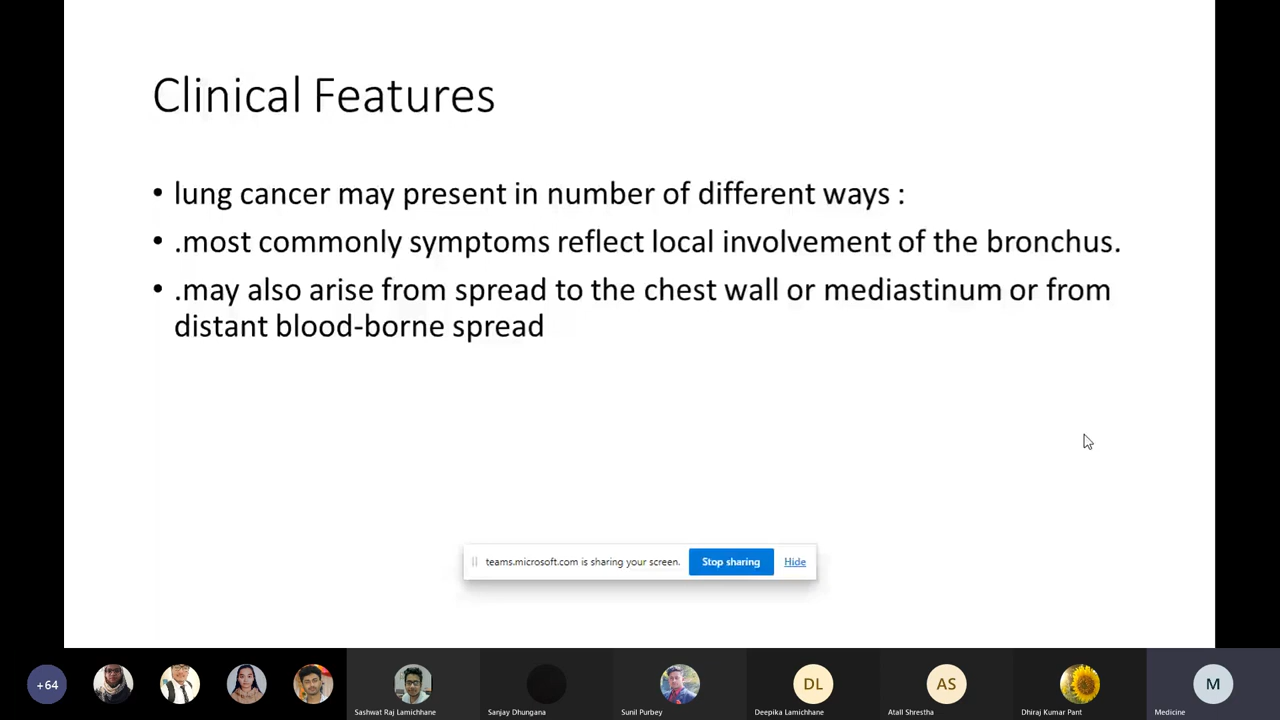 Clinical Features
• lung cancer may present in number of different ways :
• .most commonly symptoms reflect local involvement of the bronchus.
• .may also arise from spread to the chest wall or mediastinum or from
distant blood-borne spread
teams.microsoft.com is sharing your screen. Stop sharing Hide
+64 DL AS M
Sashwat Raj Lamichhane Sanjay Dhungana Sunil Purbey Deepika Lamichhane Atall Shrestha Dhiraj Kumar Pant Medicine